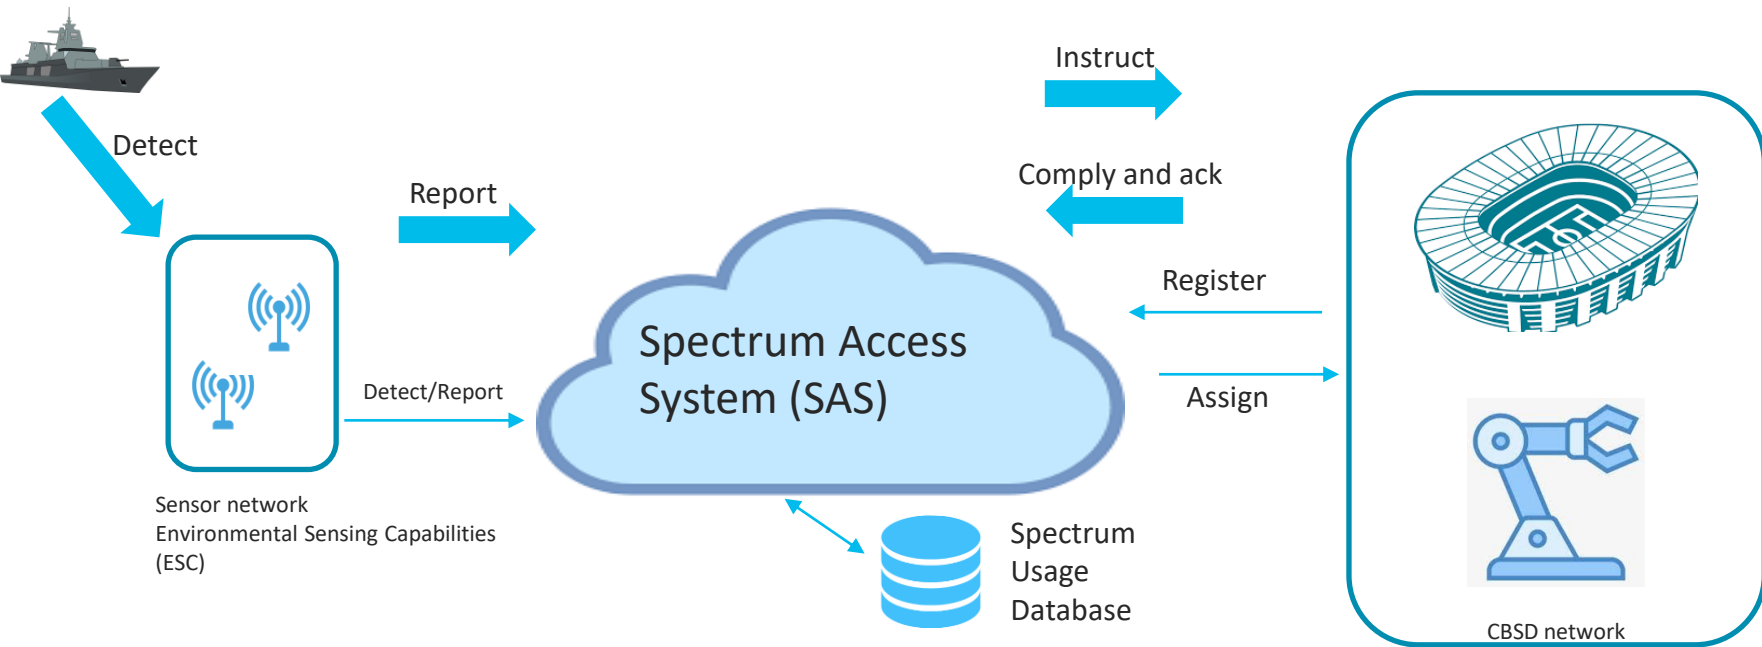 Instruct
Detect
Comply and ack
Report
Register
Spectrum Access
System (SAS)
Detect/Report
Assign
Sensor network
Environmental Sensing Capabilities
(ESC)
Spectrum
Usage
Database
CBSD network